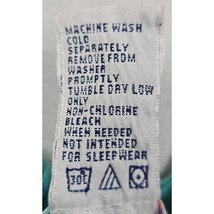 MACHINE WASH
COLD
SEPARATELY
REMOVE FROM
WASHER
PROMPTLY
TUMBLE DRY LOW
ONLY
NON-CHLORINE
BLEACH
WHEN NEEDED
NOT INTENDED
FOR SLEEPWEAR
30C